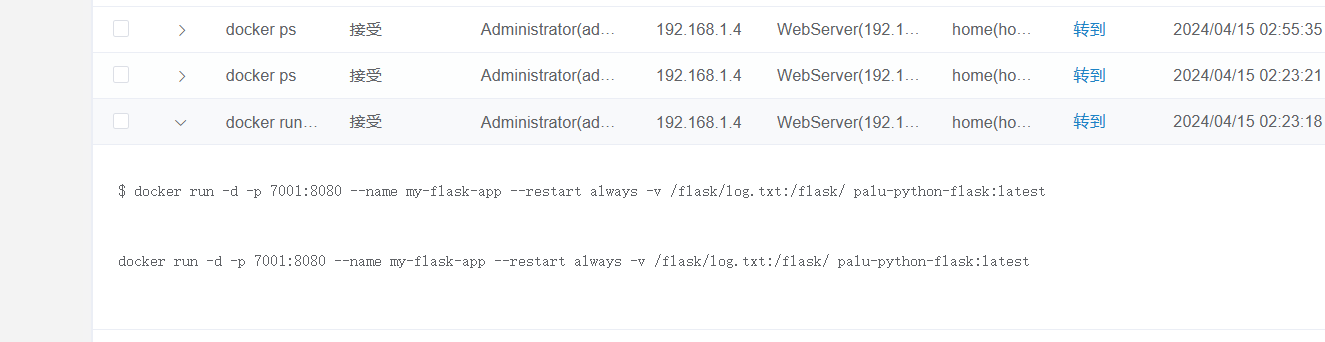 docker ps 接受 Administrator(ad... 192.168.1.4 WebServer(192.1... home(ho... 转到 2024/04/15 02:55:35
docker ps 接受 Administrator(ad... 192.168.1.4 WebServer(192.1... home(ho... 转到 2024/04/15 02:23:21
docker run... 接受 Administrator(ad... 192.168.1.4 WebServer(192.1... home(ho... 转到 2024/04/15 02:23:18
$ docker run -d -p 7001:8080 --name my-flask-app --restart always -v /flask/log.txt:/flask/ palu-python-flask:latest
docker run -d -p 7001:8080 --name my-flask-app --restart always -v /flask/log.txt:/flask/ palu-python-flask:latest